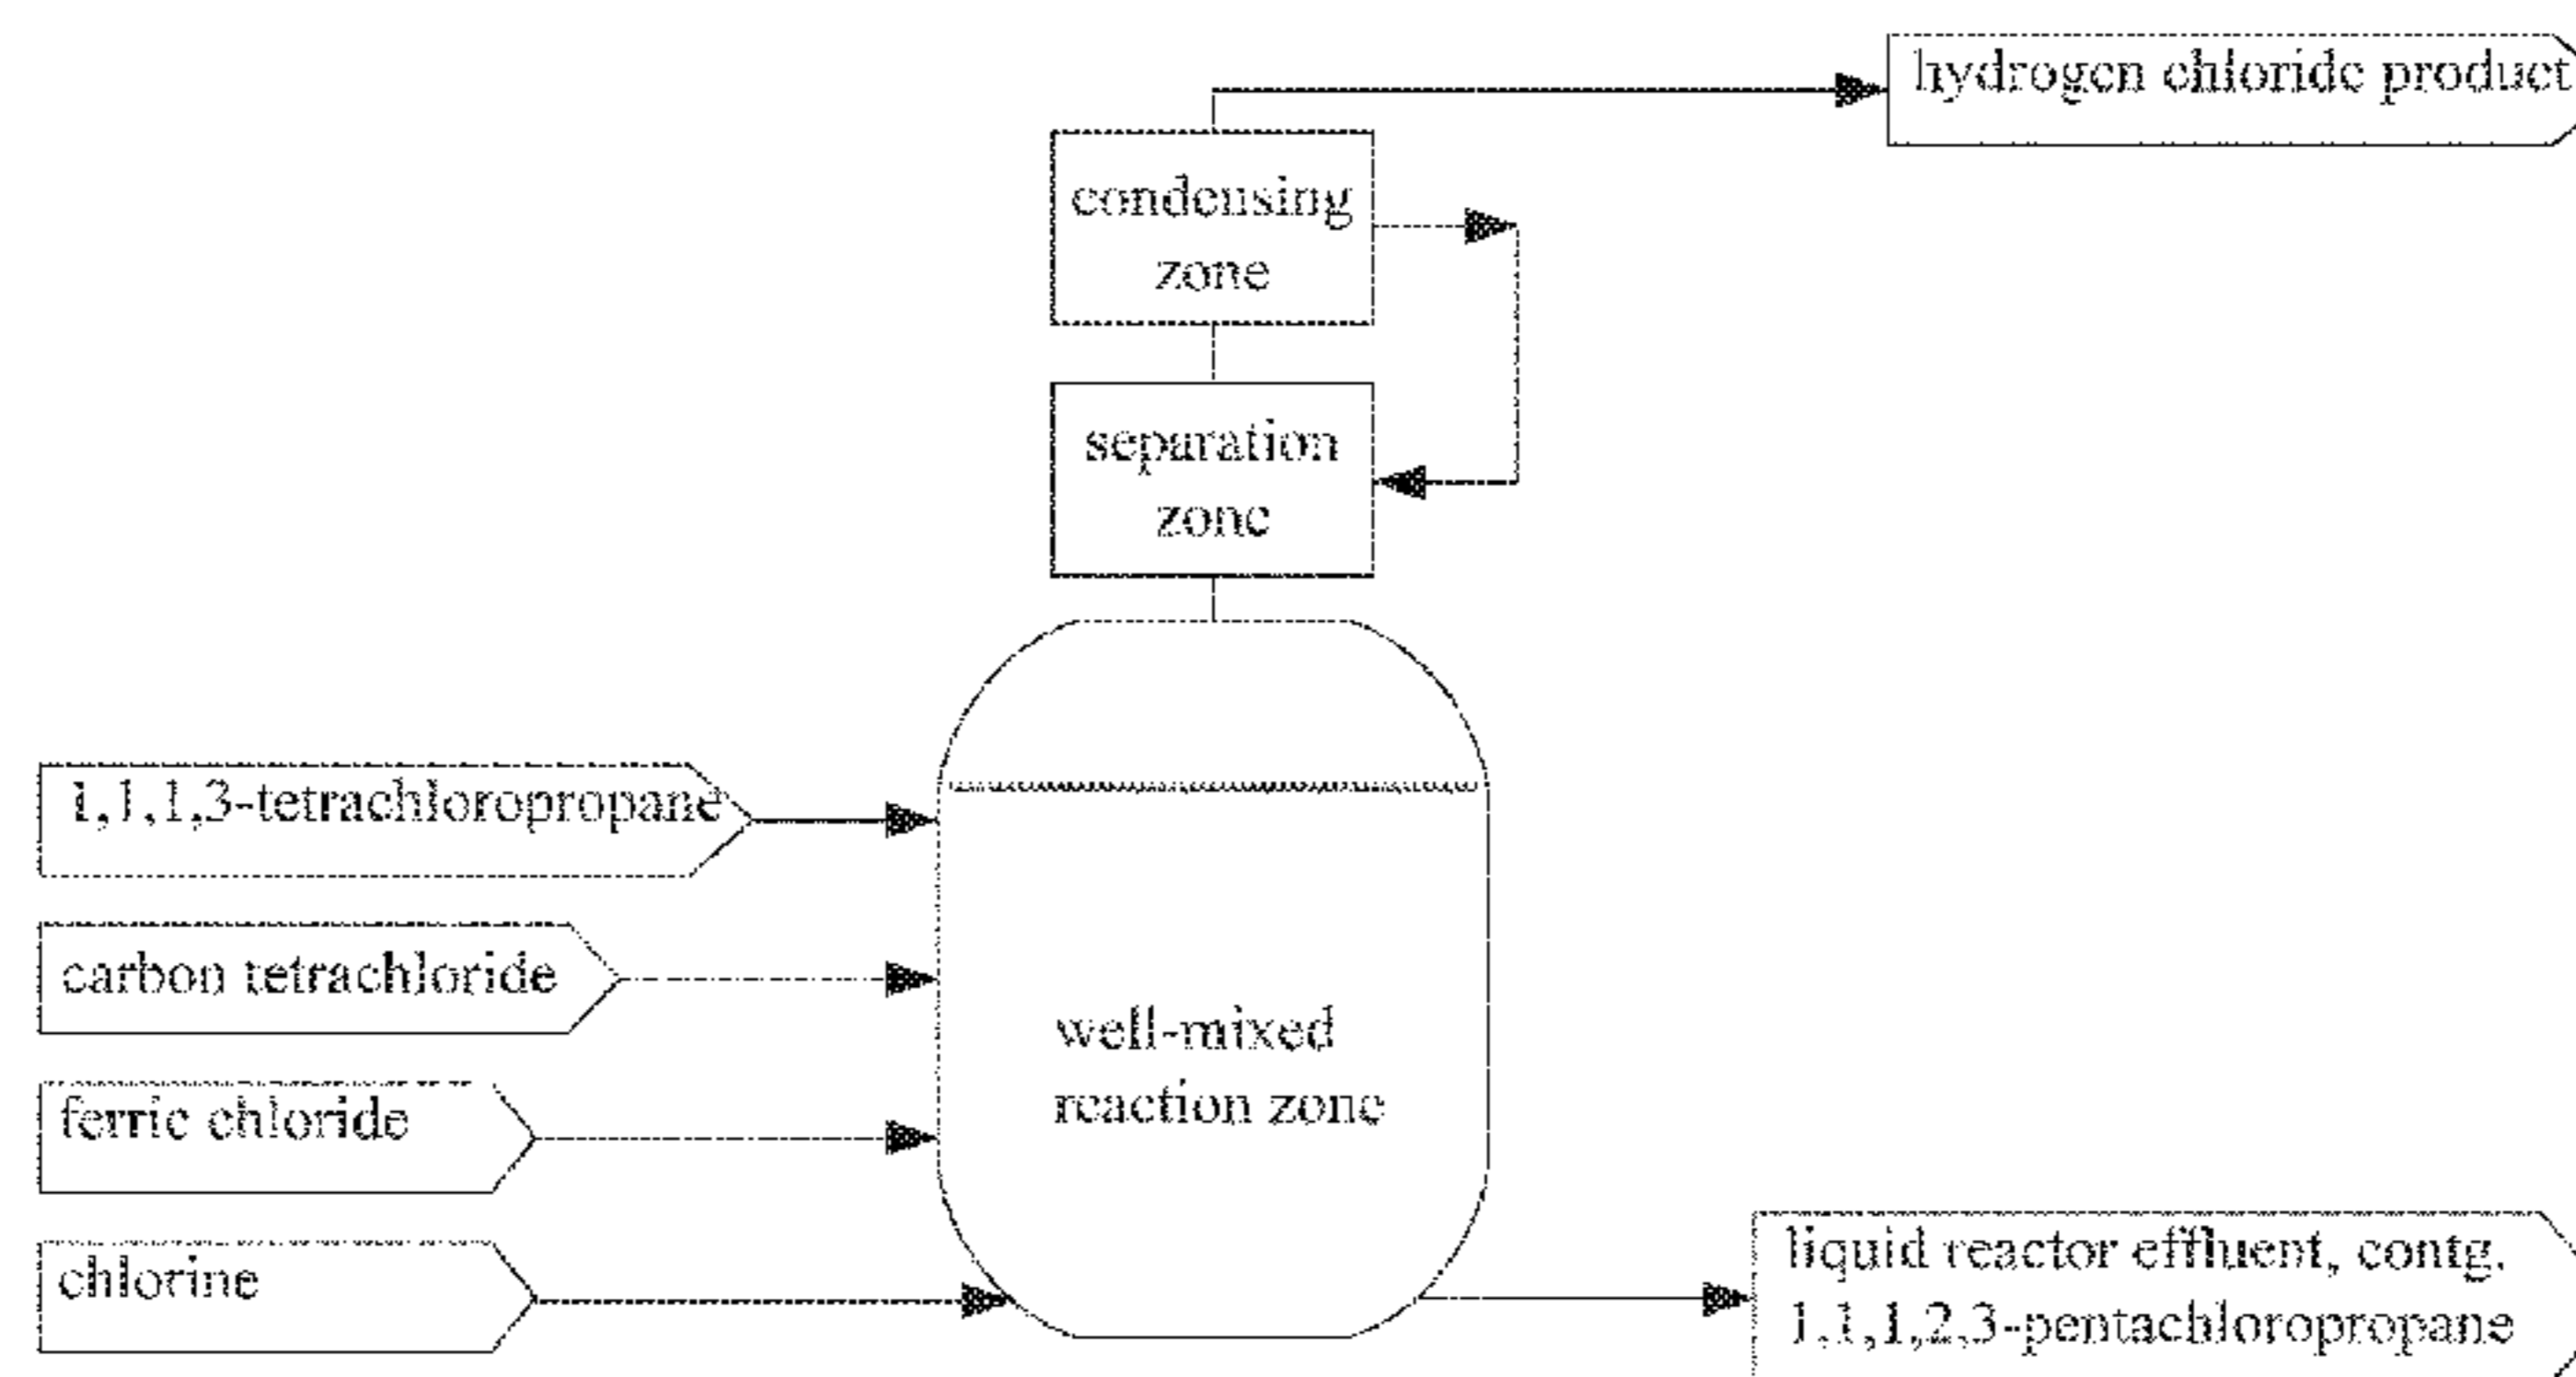 hydrogen chloride product
condensing
zone
separation
zone
1,1,1,3-tetrachloropropane
carbon tetrachloride
well-mixed
reaction zone
ferric chloride
chlorine
liquid reactor effluent, contg.
1,1,1,2,3-pentachloropropane